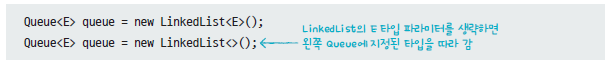 Queue<E> queue = new LinkedList<E>();
Queue<E> queue = new LinkedList<>();
LinkedList의 E 타입 파라미터를 생략하면
왼쪽 Queue에 지정된 타입을 따라 감